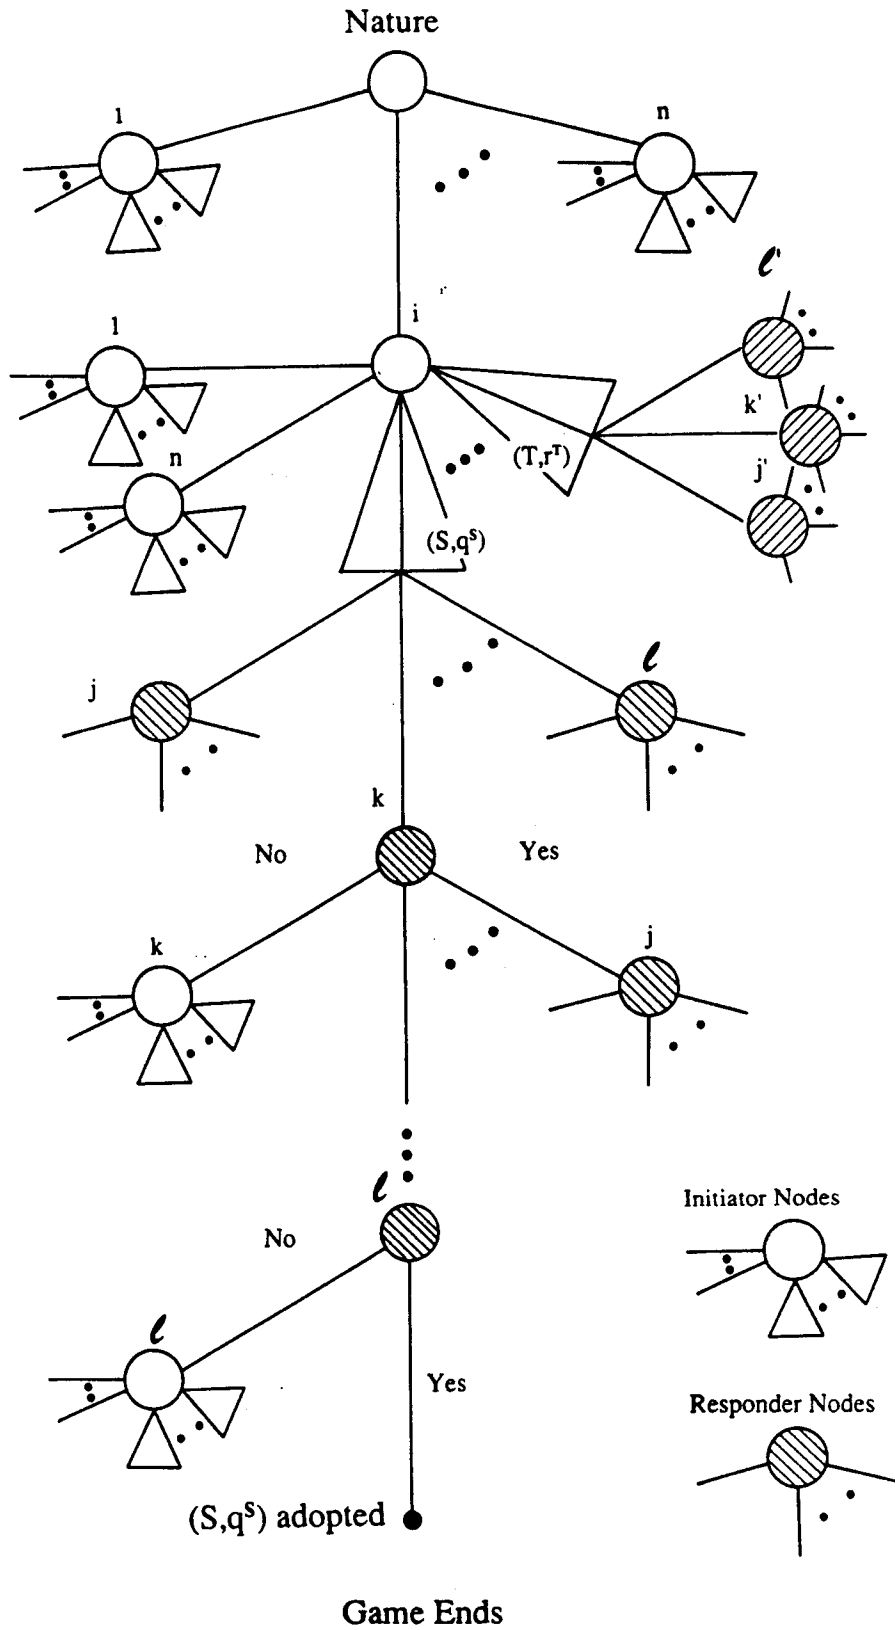 Nature
1
n
i
ℓ'
1
k'
n
(T,r^T)
j'
(S,q^S)
j
ℓ
k
No
Yes
k
j
ℓ
Initiator Nodes
No
ℓ
Yes
Responder Nodes
(S,q^S) adopted
Game Ends